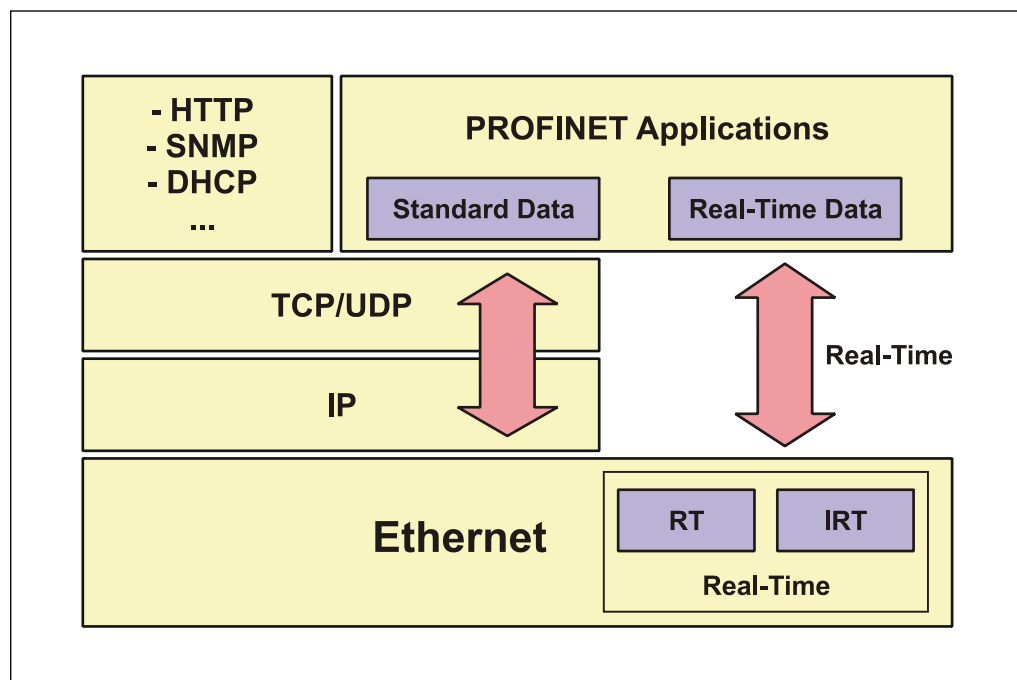 - HTTP
- SNMP
- DHCP
...
PROFINET Applications
Standard Data
Real-Time Data
TCP/UDP
Real-Time
IP
Ethernet
RT
IRT
Real-Time